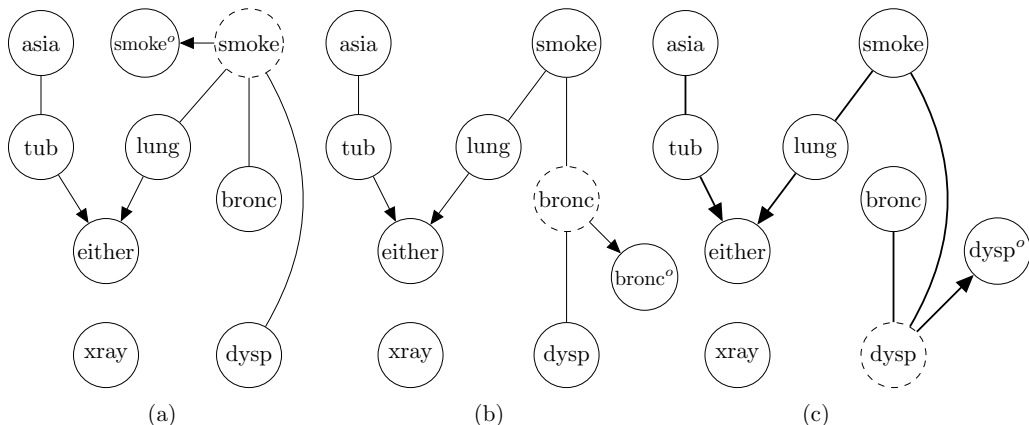 asia smoke^o smoke
tub lung
bronc
either
xray dysp
(a)
asia smoke
tub lung
bronc
either
bronc^o
xray dysp
(b)
asia smoke
tub lung
bronc
either dysp^o
xray dysp
(c)